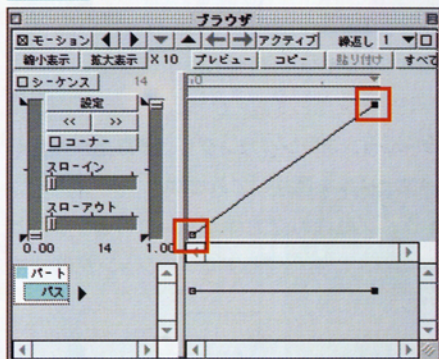 ブラウザ
モーション アクティブ 繰返し 1
縮小表示 拡大表示 X10 プレビュー コピー 貼り付け すべて
シーケンス 14 0
設定
<< >>
コーナー
スローイン
スローアウト
0.00 14 1.00
パート
パス